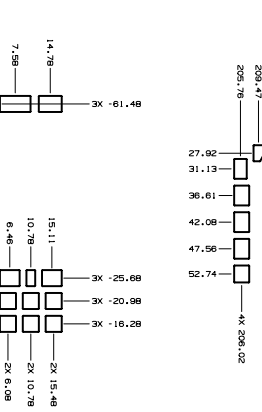 7.58
14.78
3X -61.48
205.76
209.47
27.92
31.13
36.61
42.08
47.56
52.74
4X 206.02
6.46
10.78
15.11
3X -25.68
3X -20.98
3X -16.28
2X 6.08
2X 10.78
2X 15.48